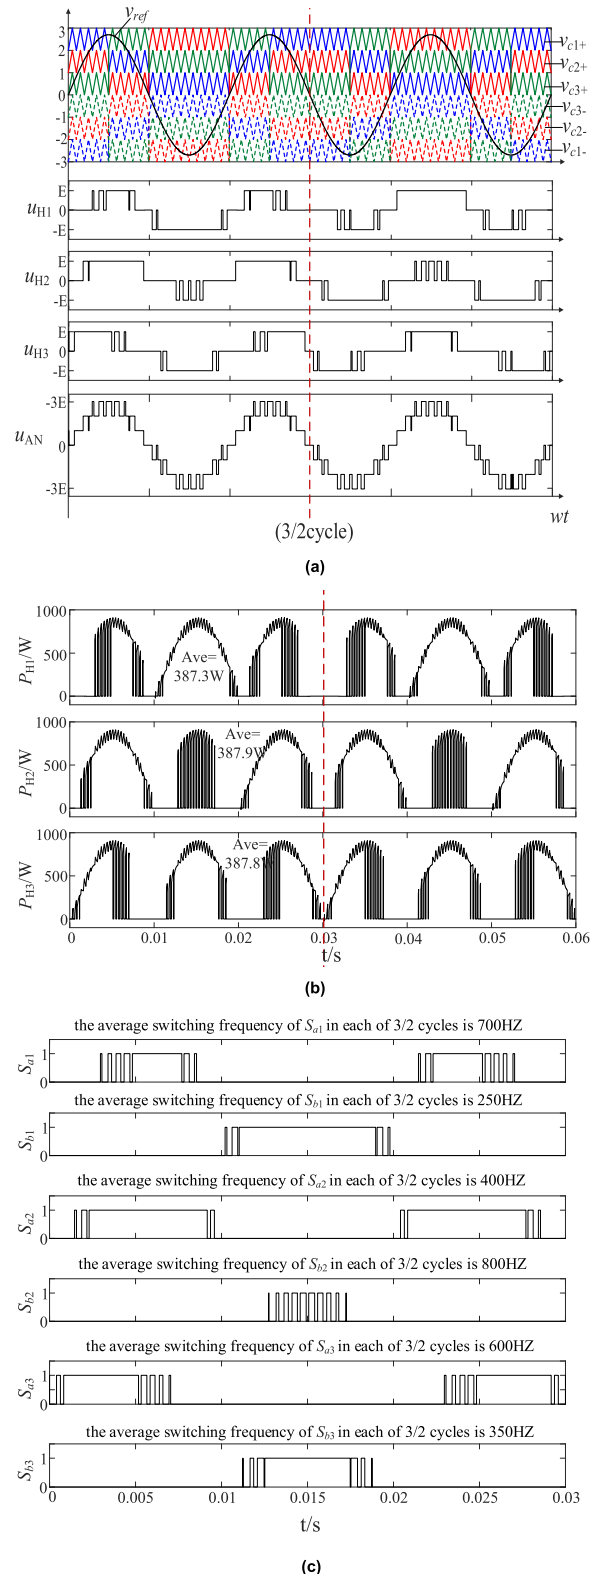 v_ref
3
2
1
0
-1
-2
-3
v_c1+
v_c2+
v_c3+
v_c3-
v_c2-
v_c1-
u_H1
E
0
-E
u_H2
E
0
-E
u_H3
E
0
-E
u_AN
-3E
0
-3E
wt
(3/2cycle)
(a)
P_H1/W
1000
500
0
Ave=
387.3W
P_H2/W
1000
500
0
Ave=
387.9W
P_H3/W
1000
500
0
Ave=
387.8W
0 0.01 0.02 0.03 0.04 0.05 0.06
t/s
(b)
the average switching frequency of S_a1 in each of 3/2 cycles is 700HZ
S_a1
1
0
the average switching frequency of S_b1 in each of 3/2 cycles is 250HZ
S_b1
1
0
the average switching frequency of S_a2 in each of 3/2 cycles is 400HZ
S_a2
1
0
the average switching frequency of S_b2 in each of 3/2 cycles is 800HZ
S_b2
1
0
the average switching frequency of S_a3 in each of 3/2 cycles is 600HZ
S_a3
1
0
the average switching frequency of S_b3 in each of 3/2 cycles is 350HZ
S_b3
1
0
0 0.005 0.01 0.015 0.02 0.025 0.03
t/s
(c)